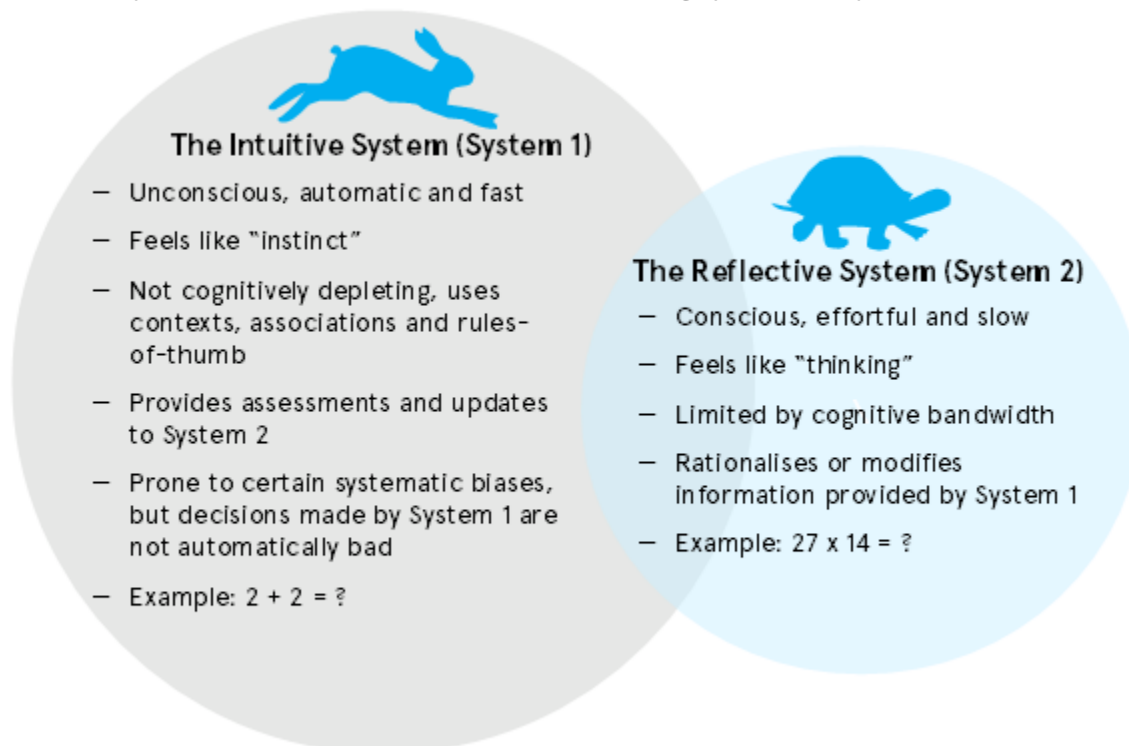 The Intuitive System (System 1)
— Unconscious, automatic and fast
— Feels like “instinct”
— Not cognitively depleting, uses
contexts, associations and rules-
of-thumb
— Provides assessments and updates
to System 2
— Prone to certain systematic biases,
but decisions made by System 1 are
not automatically bad
— Example: 2 + 2 = ?
The Reflective System (System 2)
— Conscious, effortful and slow
— Feels like “thinking”
— Limited by cognitive bandwidth
— Rationalises or modifies
information provided by System 1
— Example: 27 x 14 = ?